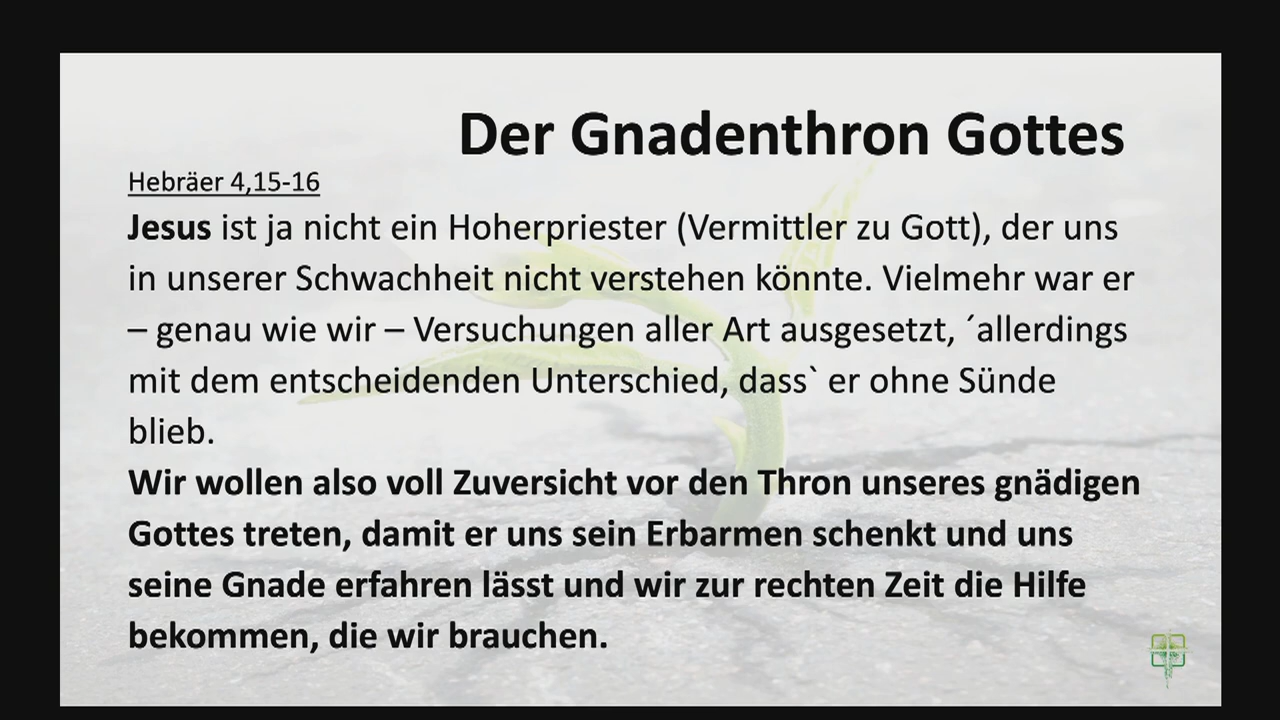 Der Gnadenthron Gottes
Hebräer 4,15-16
Jesus ist ja nicht ein Hoherpriester (Vermittler zu Gott), der uns
in unserer Schwachheit nicht verstehen könnte. Vielmehr war er
– genau wie wir – Versuchungen aller Art ausgesetzt, ´allerdings
mit dem entscheidenden Unterschied, dass` er ohne Sünde
blieb.
Wir wollen also voll Zuversicht vor den Thron unseres gnädigen
Gottes treten, damit er uns sein Erbarmen schenkt und uns
seine Gnade erfahren lässt und wir zur rechten Zeit die Hilfe
bekommen, die wir brauchen.